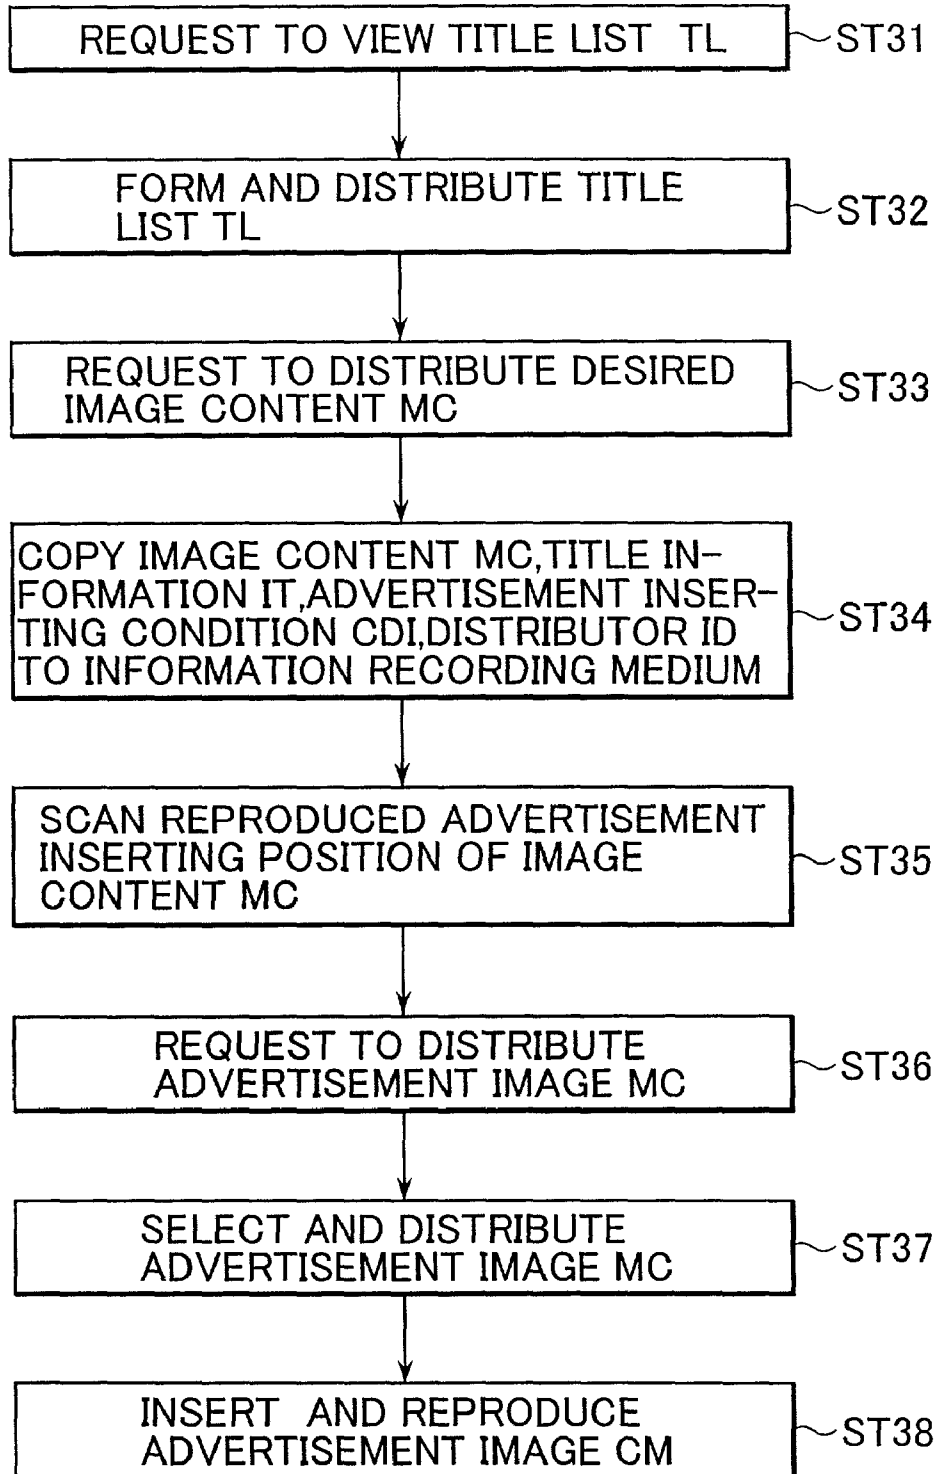 REQUEST TO VIEW TITLE LIST TL
ST31
FORM AND DISTRIBUTE TITLE
LIST TL
ST32
REQUEST TO DISTRIBUTE DESIRED
IMAGE CONTENT MC
ST33
COPY IMAGE CONTENT MC,TITLE IN-
FORMATION IT,ADVERTISEMENT INSER-
TING CONDITION CDI,DISTRIBUTOR ID
TO INFORMATION RECORDING MEDIUM
ST34
SCAN REPRODUCED ADVERTISEMENT
INSERTING POSITION OF IMAGE
CONTENT MC
ST35
REQUEST TO DISTRIBUTE
ADVERTISEMENT IMAGE MC
ST36
SELECT AND DISTRIBUTE
ADVERTISEMENT IMAGE MC
ST37
INSERT AND REPRODUCE
ADVERTISEMENT IMAGE CM
ST38